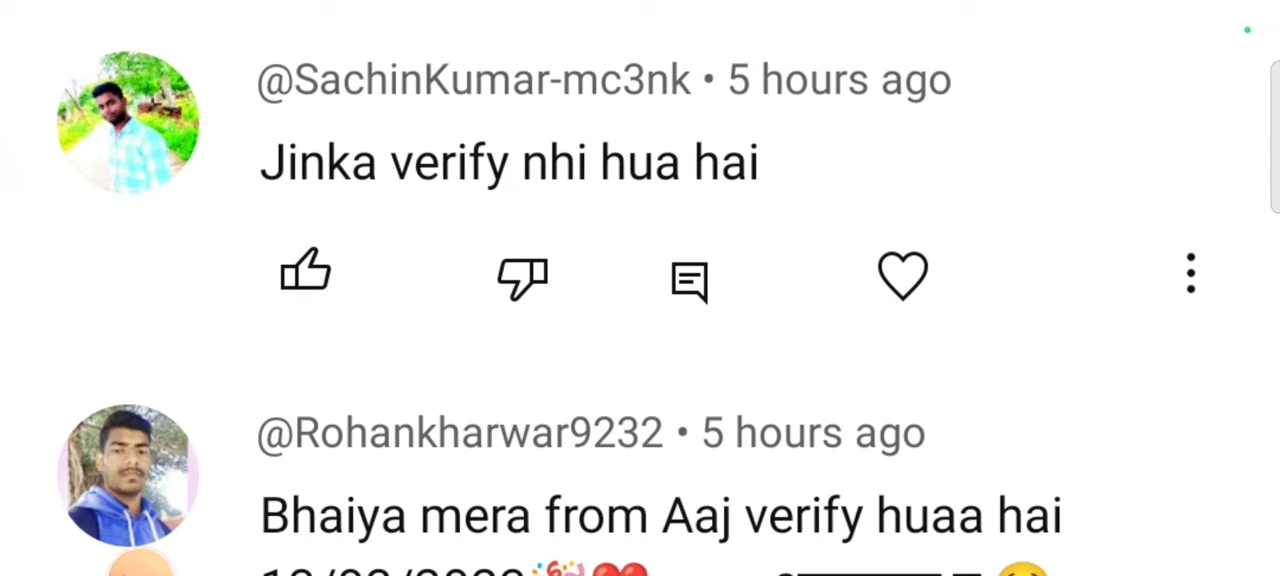 @SachinKumar-mc3nk • 5 hours ago
Jinka verify nhi hua hai
@Rohankharwar9232 • 5 hours ago
Bhaiya mera from Aaj verify huaa hai